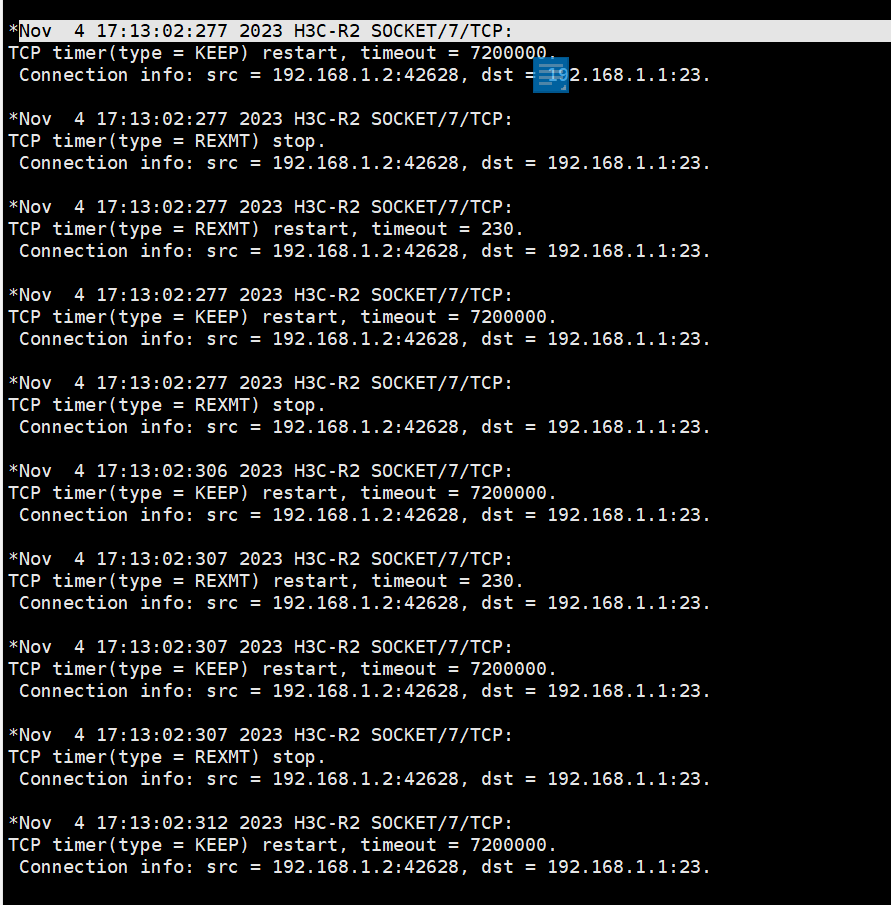 *Nov  4 17:13:02:277 2023 H3C-R2 SOCKET/7/TCP:
TCP timer(type = KEEP) restart, timeout = 7200000.
 Connection info: src = 192.168.1.2:42628, dst = 192.168.1.1:23.
*Nov  4 17:13:02:277 2023 H3C-R2 SOCKET/7/TCP:
TCP timer(type = REXMT) stop.
 Connection info: src = 192.168.1.2:42628, dst = 192.168.1.1:23.
*Nov  4 17:13:02:277 2023 H3C-R2 SOCKET/7/TCP:
TCP timer(type = REXMT) restart, timeout = 230.
 Connection info: src = 192.168.1.2:42628, dst = 192.168.1.1:23.
*Nov  4 17:13:02:277 2023 H3C-R2 SOCKET/7/TCP:
TCP timer(type = KEEP) restart, timeout = 7200000.
 Connection info: src = 192.168.1.2:42628, dst = 192.168.1.1:23.
*Nov  4 17:13:02:277 2023 H3C-R2 SOCKET/7/TCP:
TCP timer(type = REXMT) stop.
 Connection info: src = 192.168.1.2:42628, dst = 192.168.1.1:23.
*Nov  4 17:13:02:306 2023 H3C-R2 SOCKET/7/TCP:
TCP timer(type = KEEP) restart, timeout = 7200000.
 Connection info: src = 192.168.1.2:42628, dst = 192.168.1.1:23.
*Nov  4 17:13:02:307 2023 H3C-R2 SOCKET/7/TCP:
TCP timer(type = REXMT) restart, timeout = 230.
 Connection info: src = 192.168.1.2:42628, dst = 192.168.1.1:23.
*Nov  4 17:13:02:307 2023 H3C-R2 SOCKET/7/TCP:
TCP timer(type = KEEP) restart, timeout = 7200000.
 Connection info: src = 192.168.1.2:42628, dst = 192.168.1.1:23.
*Nov  4 17:13:02:307 2023 H3C-R2 SOCKET/7/TCP:
TCP timer(type = REXMT) stop.
 Connection info: src = 192.168.1.2:42628, dst = 192.168.1.1:23.
*Nov  4 17:13:02:312 2023 H3C-R2 SOCKET/7/TCP:
TCP timer(type = KEEP) restart, timeout = 7200000.
 Connection info: src = 192.168.1.2:42628, dst = 192.168.1.1:23.